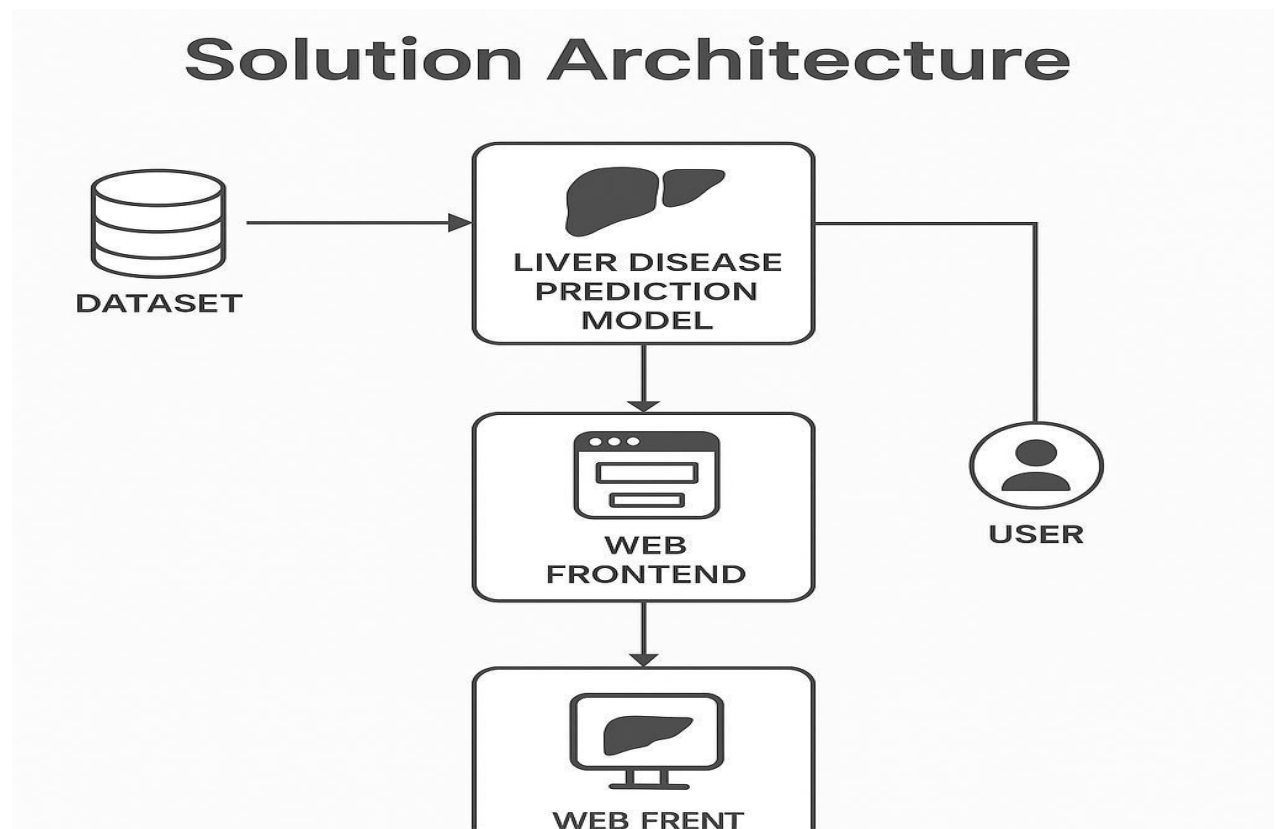 Solution Architecture
DATASET
LIVER DISEASE
PREDICTION
MODEL
WEB
FRONTEND
USER
WEB FRENT